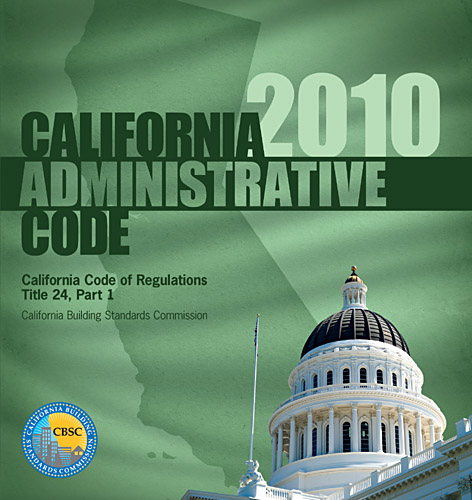 2010
CALIFORNIA
ADMINISTRATIVE
CODE
California Code of Regulations
Title 24, Part 1
California Building Standards Commission
CALIFORNIA BUILDING STANDARDS COMMISSION
CBSC